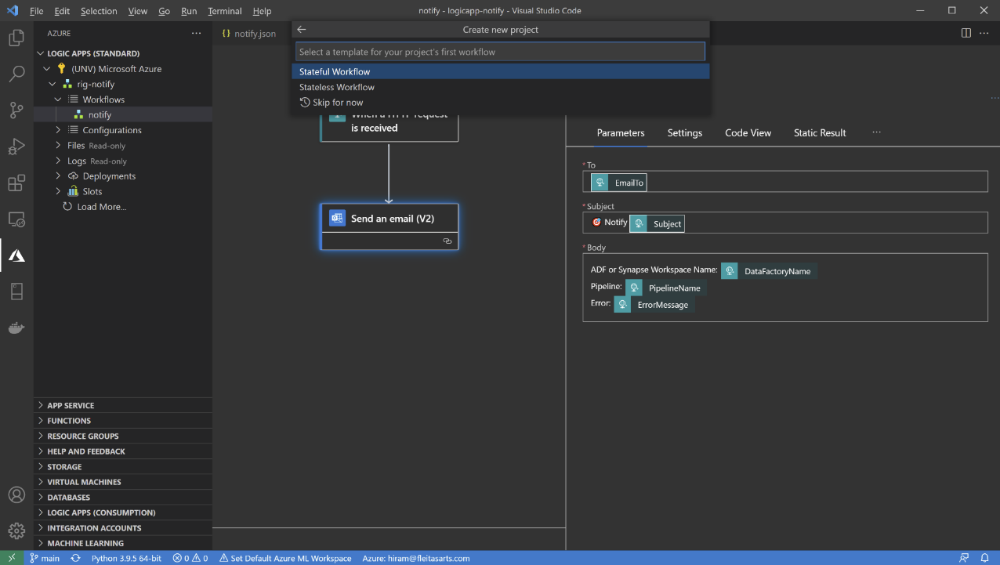 File Edit Selection View Go Run Terminal Help
notify - logicapp-notify - Visual Studio Code
AZURE
LOGIC APPS (STANDARD)
(UNV) Microsoft Azure
rig-notify
Workflows
notify
Configurations
Files Read-only
Logs Read-only
Deployments
Slots
Load More...
APP SERVICE
FUNCTIONS
RESOURCE GROUPS
HELP AND FEEDBACK
STORAGE
VIRTUAL MACHINES
DATABASES
LOGIC APPS (CONSUMPTION)
INTEGRATION ACCOUNTS
MACHINE LEARNING
{} notify.json
Create new project
Select a template for your project's first workflow
Stateful Workflow
Stateless Workflow
Skip for now
When a HTTP request
is received
Send an email (V2)
Parameters Settings Code View Static Result
* To
EmailTo
* Subject
Notify Subject
* Body
ADF or Synapse Workspace Name: DataFactoryName
Pipeline: PipelineName
Error: ErrorMessage
main Python 3.9.5 64-bit 0 0 Set Default Azure ML Workspace Azure: hiram@fleitasarts.com